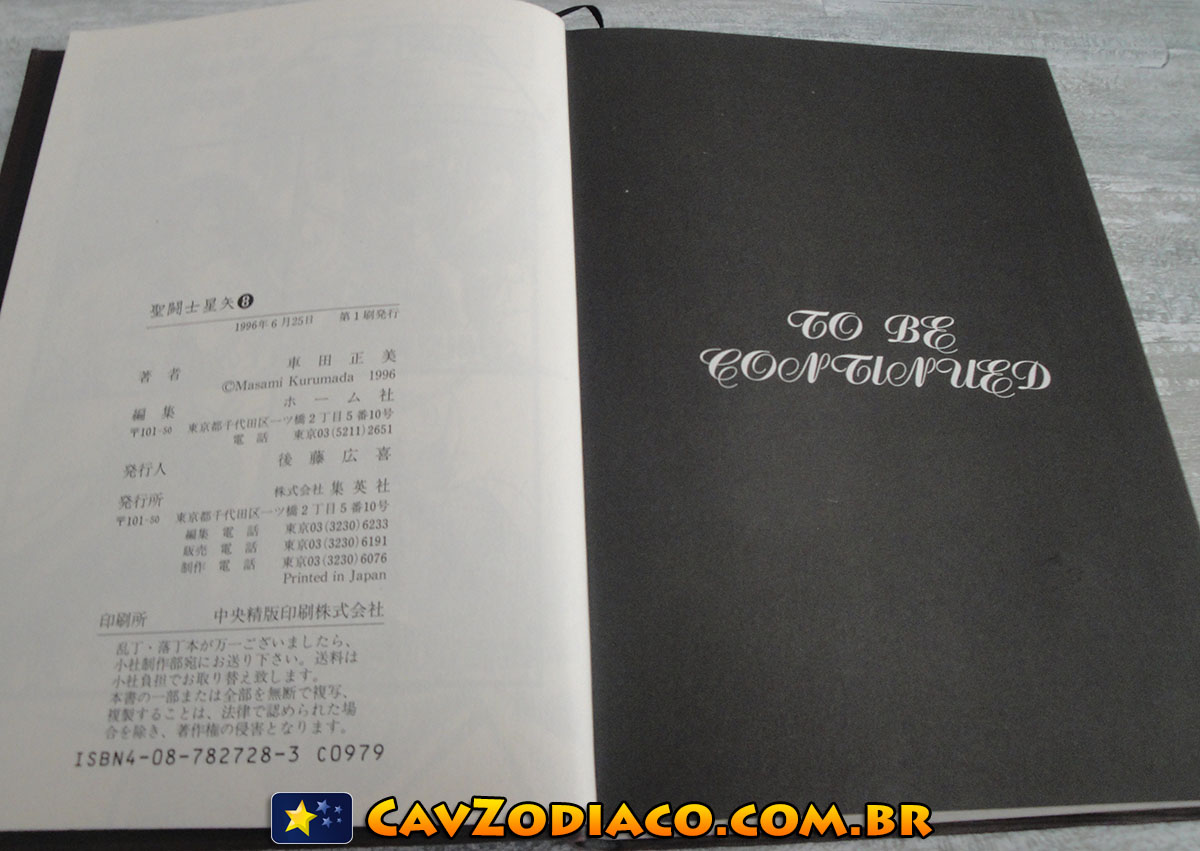 聖闘士星矢❽
1996年6月25日 第1刷発行
著者 車田正美
©Masami Kurumada 1996
編集 ホーム社
〒101-50 東京都千代田区一ツ橋2丁目5番10号
電話 東京03(5211)2651
発行人 後藤広喜
発行所 株式会社 集英社
〒101-50 東京都千代田区一ツ橋2丁目5番10号
編集 電話 東京03(3230)6233
販売 電話 東京03(3230)6191
制作 電話 東京03(3230)6076
Printed in Japan
印刷所 中央精版印刷株式会社
乱丁・落丁本が万一ございましたら、
小社制作部宛にお送り下さい。送料は
小社負担でお取り替え致します。
本書の一部または全部を無断で複写、
複製することは、法律で認められた場
合を除き、著作権の侵害となります。
ISBN4-08-782728-3 C0979
TO BE
CONTINUED
CAVZODIACO.COM.BR